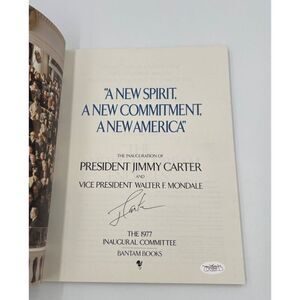 "A NEW SPIRIT,
A NEW COMMITMENT,
A NEW AMERICA"
THE INAUGURATION OF
PRESIDENT JIMMY CARTER
AND
VICE PRESIDENT WALTER F. MONDALE
THE 1977
INAUGURAL COMMITTEE
BANTAM BOOKS